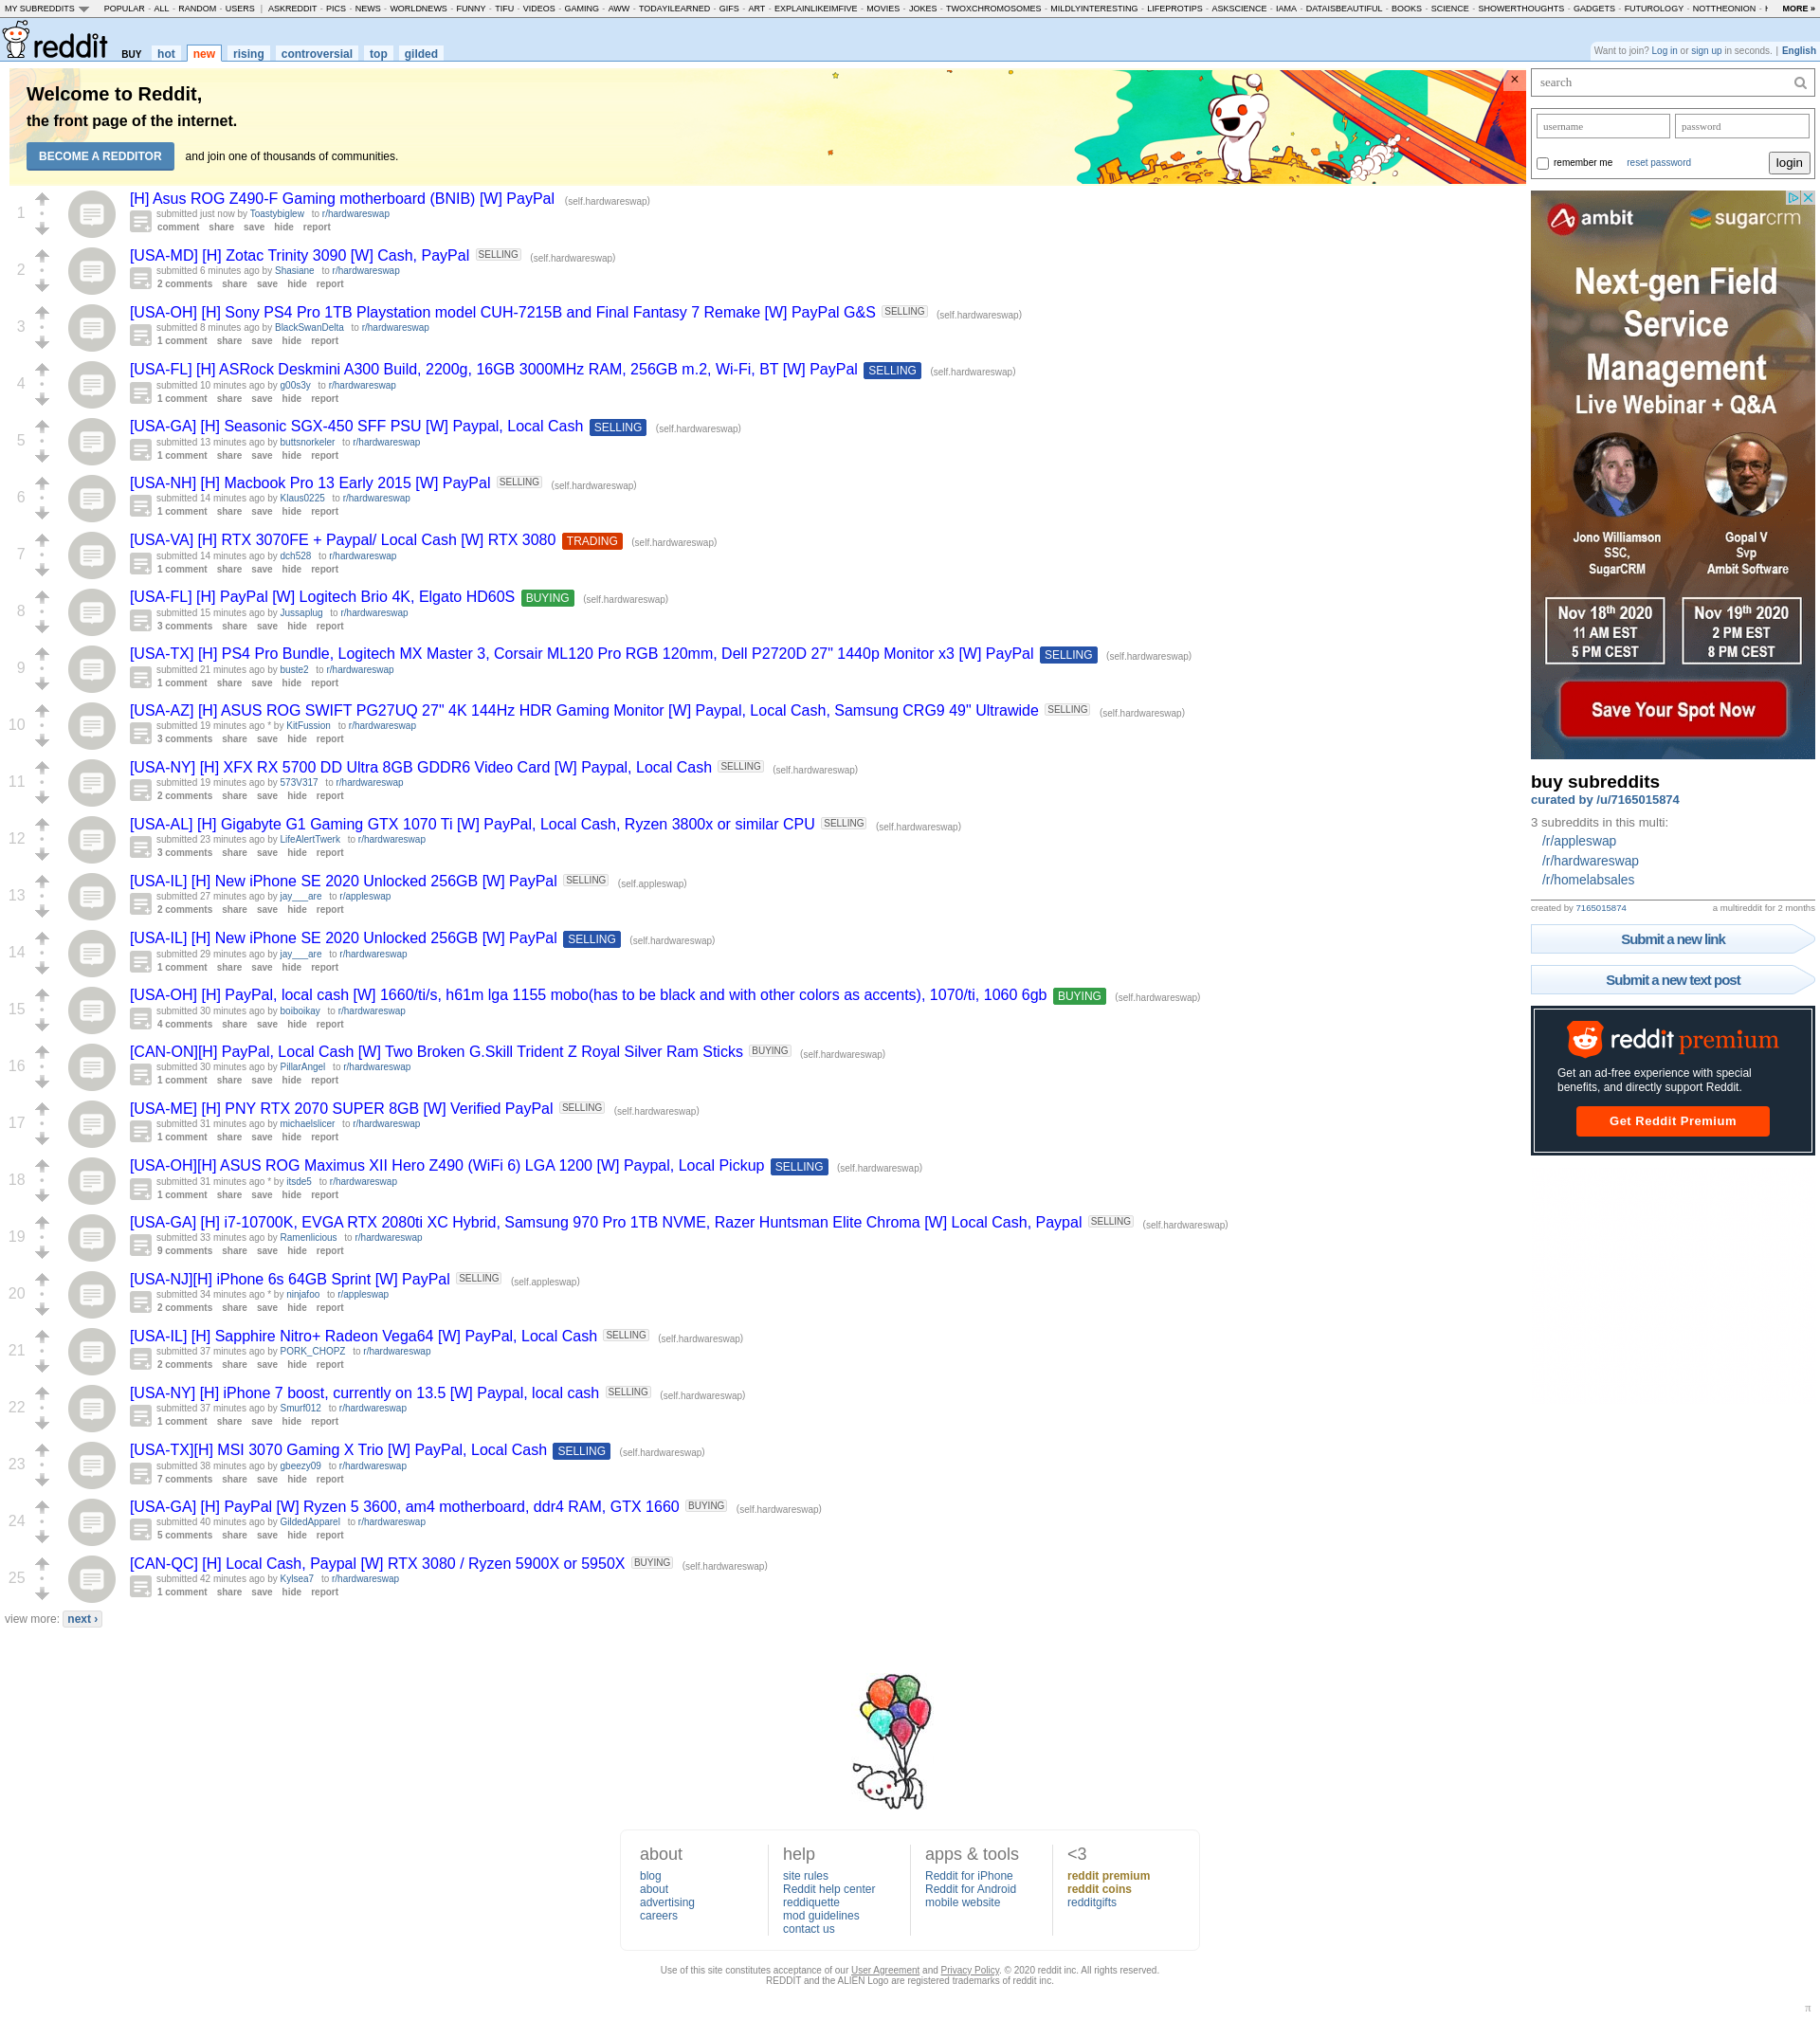 MY SUBREDDITS POPULAR - ALL - RANDOM - USERS | ASKREDDIT - PICS - NEWS - WORLDNEWS - FUNNY - TIFU - VIDEOS - GAMING - AWW - TODAYILEARNED - GIFS - ART - EXPLAINLIKEIMFIVE - MOVIES - JOKES - TWOXCHROMOSOMES - MILDLYINTERESTING - LIFEPROTIPS - ASKSCIENCE - IAMA - DATAISBEAUTIFUL - BOOKS - SCIENCE - SHOWERTHOUGHTS - GADGETS - FUTUROLOGY - NOTTHEONION - MORE »
reddit BUY hot new rising controversial top gilded
Want to join? Log in or sign up in seconds. | English
Welcome to Reddit,
the front page of the internet.
BECOME A REDDITOR and join one of thousands of communities.
×
1
[H] Asus ROG Z490-F Gaming motherboard (BNIB) [W] PayPal (self.hardwareswap)
submitted just now by Toastybiglew to r/hardwareswap
comment share save hide report
2
[USA-MD] [H] Zotac Trinity 3090 [W] Cash, PayPal SELLING (self.hardwareswap)
submitted 6 minutes ago by Shasiane to r/hardwareswap
2 comments share save hide report
3
[USA-OH] [H] Sony PS4 Pro 1TB Playstation model CUH-7215B and Final Fantasy 7 Remake [W] PayPal G&S SELLING (self.hardwareswap)
submitted 8 minutes ago by BlackSwanDelta to r/hardwareswap
1 comment share save hide report
4
[USA-FL] [H] ASRock Deskmini A300 Build, 2200g, 16GB 3000MHz RAM, 256GB m.2, Wi-Fi, BT [W] PayPal SELLING (self.hardwareswap)
submitted 10 minutes ago by g00s3y to r/hardwareswap
1 comment share save hide report
5
[USA-GA] [H] Seasonic SGX-450 SFF PSU [W] Paypal, Local Cash SELLING (self.hardwareswap)
submitted 13 minutes ago by buttsnorkeler to r/hardwareswap
1 comment share save hide report
6
[USA-NH] [H] Macbook Pro 13 Early 2015 [W] PayPal SELLING (self.hardwareswap)
submitted 14 minutes ago by Klaus0225 to r/hardwareswap
1 comment share save hide report
7
[USA-VA] [H] RTX 3070FE + Paypal/ Local Cash [W] RTX 3080 TRADING (self.hardwareswap)
submitted 14 minutes ago by dch528 to r/hardwareswap
1 comment share save hide report
8
[USA-FL] [H] PayPal [W] Logitech Brio 4K, Elgato HD60S BUYING (self.hardwareswap)
submitted 15 minutes ago by Jussaplug to r/hardwareswap
3 comments share save hide report
9
[USA-TX] [H] PS4 Pro Bundle, Logitech MX Master 3, Corsair ML120 Pro RGB 120mm, Dell P2720D 27" 1440p Monitor x3 [W] PayPal SELLING (self.hardwareswap)
submitted 21 minutes ago by buste2 to r/hardwareswap
1 comment share save hide report
10
[USA-AZ] [H] ASUS ROG SWIFT PG27UQ 27" 4K 144Hz HDR Gaming Monitor [W] Paypal, Local Cash, Samsung CRG9 49" Ultrawide SELLING (self.hardwareswap)
submitted 19 minutes ago * by KitFussion to r/hardwareswap
3 comments share save hide report
11
[USA-NY] [H] XFX RX 5700 DD Ultra 8GB GDDR6 Video Card [W] Paypal, Local Cash SELLING (self.hardwareswap)
submitted 19 minutes ago by 573V317 to r/hardwareswap
2 comments share save hide report
12
[USA-AL] [H] Gigabyte G1 Gaming GTX 1070 Ti [W] PayPal, Local Cash, Ryzen 3800x or similar CPU SELLING (self.hardwareswap)
submitted 23 minutes ago by LifeAlertTwerk to r/hardwareswap
3 comments share save hide report
13
[USA-IL] [H] New iPhone SE 2020 Unlocked 256GB [W] PayPal SELLING (self.appleswap)
submitted 27 minutes ago by jay___are to r/appleswap
2 comments share save hide report
14
[USA-IL] [H] New iPhone SE 2020 Unlocked 256GB [W] PayPal SELLING (self.hardwareswap)
submitted 29 minutes ago by jay___are to r/hardwareswap
1 comment share save hide report
15
[USA-OH] [H] PayPal, local cash [W] 1660/ti/s, h61m lga 1155 mobo(has to be black and with other colors as accents), 1070/ti, 1060 6gb BUYING (self.hardwareswap)
submitted 30 minutes ago by boiboikay to r/hardwareswap
4 comments share save hide report
16
[CAN-ON][H] PayPal, Local Cash [W] Two Broken G.Skill Trident Z Royal Silver Ram Sticks BUYING (self.hardwareswap)
submitted 30 minutes ago by PillarAngel to r/hardwareswap
1 comment share save hide report
17
[USA-ME] [H] PNY RTX 2070 SUPER 8GB [W] Verified PayPal SELLING (self.hardwareswap)
submitted 31 minutes ago by michaelslicer to r/hardwareswap
1 comment share save hide report
18
[USA-OH][H] ASUS ROG Maximus XII Hero Z490 (WiFi 6) LGA 1200 [W] Paypal, Local Pickup SELLING (self.hardwareswap)
submitted 31 minutes ago * by itsde5 to r/hardwareswap
1 comment share save hide report
19
[USA-GA] [H] i7-10700K, EVGA RTX 2080ti XC Hybrid, Samsung 970 Pro 1TB NVME, Razer Huntsman Elite Chroma [W] Local Cash, Paypal SELLING (self.hardwareswap)
submitted 33 minutes ago by Ramenlicious to r/hardwareswap
9 comments share save hide report
20
[USA-NJ][H] iPhone 6s 64GB Sprint [W] PayPal SELLING (self.appleswap)
submitted 34 minutes ago * by ninjafoo to r/appleswap
2 comments share save hide report
21
[USA-IL] [H] Sapphire Nitro+ Radeon Vega64 [W] PayPal, Local Cash SELLING (self.hardwareswap)
submitted 37 minutes ago by PORK_CHOPZ to r/hardwareswap
2 comments share save hide report
22
[USA-NY] [H] iPhone 7 boost, currently on 13.5 [W] Paypal, local cash SELLING (self.hardwareswap)
submitted 37 minutes ago by Smurf012 to r/hardwareswap
1 comment share save hide report
23
[USA-TX][H] MSI 3070 Gaming X Trio [W] PayPal, Local Cash SELLING (self.hardwareswap)
submitted 38 minutes ago by gbeezy09 to r/hardwareswap
7 comments share save hide report
24
[USA-GA] [H] PayPal [W] Ryzen 5 3600, am4 motherboard, ddr4 RAM, GTX 1660 BUYING (self.hardwareswap)
submitted 40 minutes ago by GildedApparel to r/hardwareswap
5 comments share save hide report
25
[CAN-QC] [H] Local Cash, Paypal [W] RTX 3080 / Ryzen 5900X or 5950X BUYING (self.hardwareswap)
submitted 42 minutes ago by Kylsea7 to r/hardwareswap
1 comment share save hide report
view more: next ›
search
username password
remember me reset password login
ambit sugarcrm
Next-gen Field
Service
Management
Live Webinar + Q&A
Jono Williamson
SSC,
SugarCRM
Gopal V
Svp
Ambit Software
Nov 18th 2020
11 AM EST
5 PM CEST
Nov 19th 2020
2 PM EST
8 PM CEST
Save Your Spot Now
buy subreddits
curated by /u/7165015874
3 subreddits in this multi:
/r/appleswap
/r/hardwareswap
/r/homelabsales
created by 7165015874 a multireddit for 2 months
Submit a new link
Submit a new text post
reddit premium
Get an ad-free experience with special
benefits, and directly support Reddit.
Get Reddit Premium
about
blog
about
advertising
careers
help
site rules
Reddit help center
reddiquette
mod guidelines
contact us
apps & tools
Reddit for iPhone
Reddit for Android
mobile website
<3
reddit premium
reddit coins
redditgifts
Use of this site constitutes acceptance of our User Agreement and Privacy Policy. © 2020 reddit inc. All rights reserved.
REDDIT and the ALIEN Logo are registered trademarks of reddit inc.
π